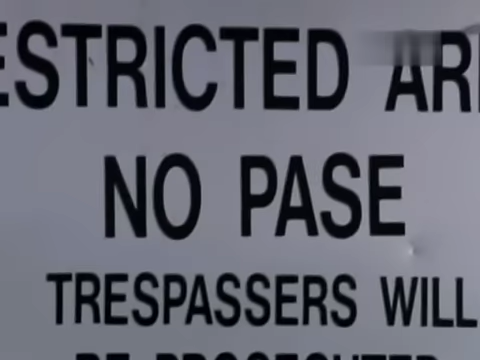 ESTRICTED AR
NO PASE
TRESPASSERS WILL
BE PROSECUTED